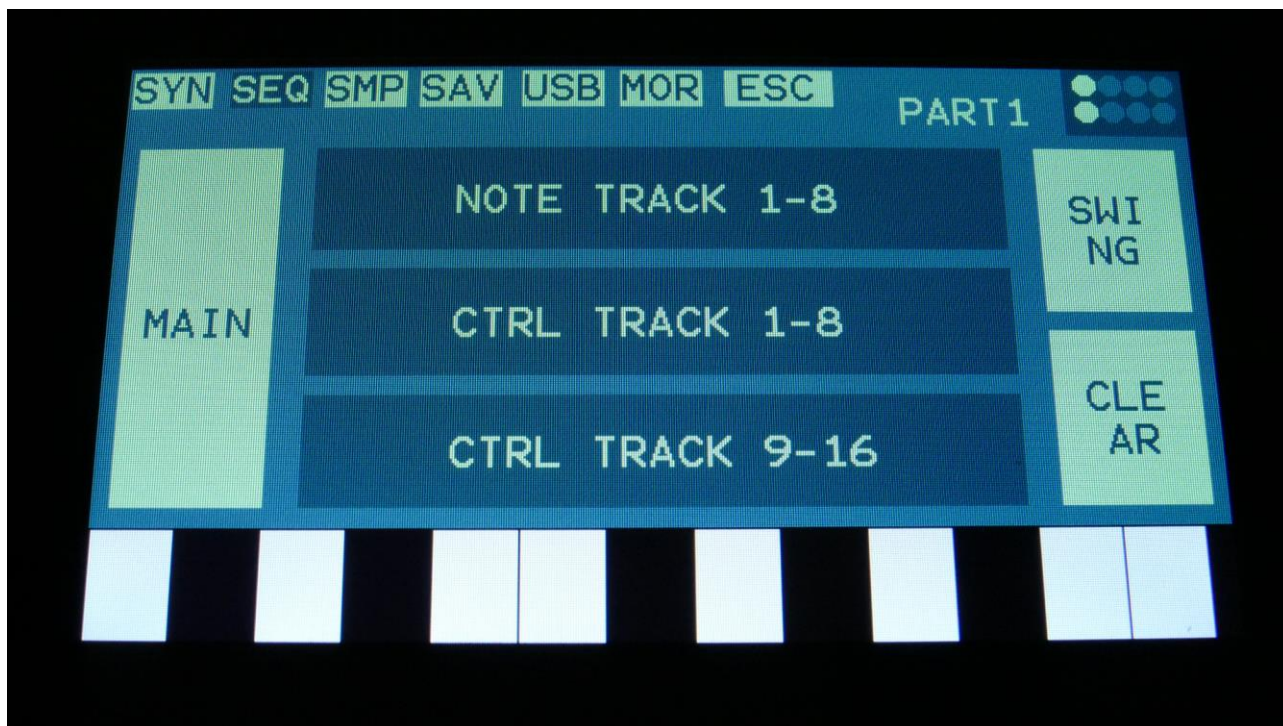 SYN SEQ SMP SAV USB MOR ESC
PART1
NOTE TRACK 1-8
SWI
NG
MAIN
CTRL TRACK 1-8
CLE
AR
CTRL TRACK 9-16